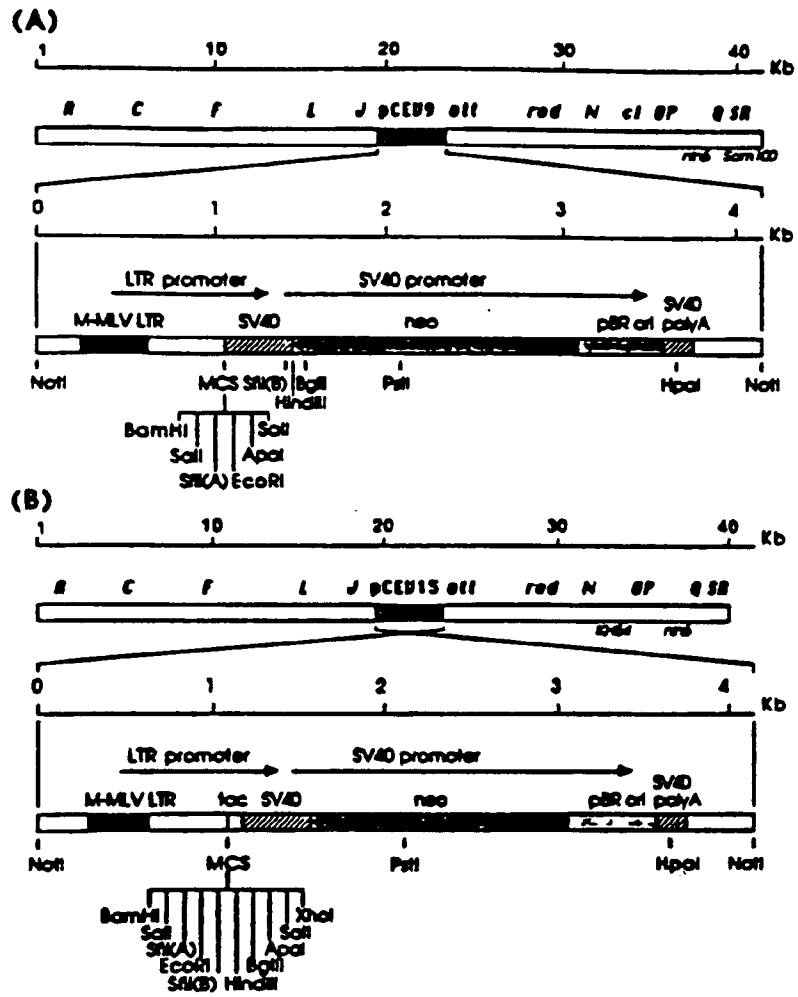 (A)
1 10 20 30 40 Kb
R C F L J pCEV9 att red N cI OP Q SR
nin5 Sam100
0 1 2 3 4 Kb
LTR promoter SV40 promoter
SV40
M-MLV LTR SV40 neo pBR ori polyA
NotI MCS SfiI(B) BglII PstI HpaI NotI
HindIII
BamHI SalI
SalI ApaI
SfiI(A) EcoRI
(B)
1 10 20 30 40 Kb
R C F L J pCEV15 att red N OP Q SR
nin5
0 1 2 3 4 Kb
LTR promoter SV40 promoter
SV40
M-MLV LTR tac SV40 neo pBR ori polyA
NotI MCS PstI HpaI NotI
BamHI XhoI
SalI SalI
SfiI(A) ApaI
EcoRI BglII
SfiI(B) HindIII